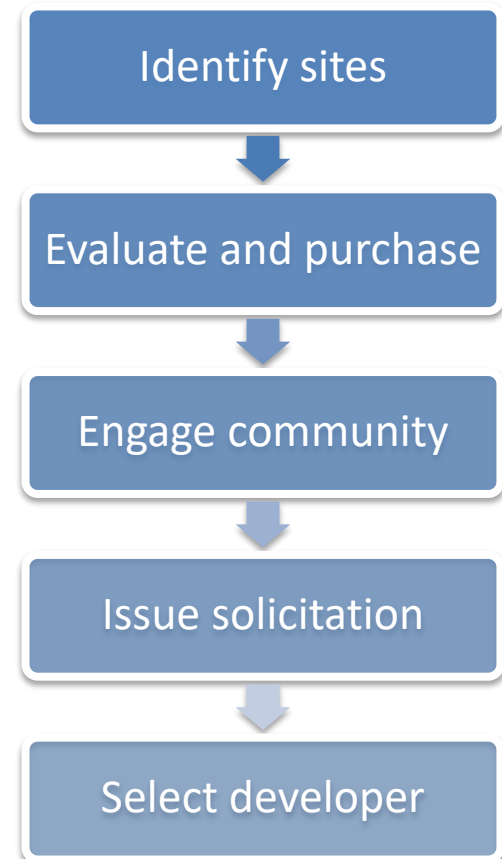 Identify sites
Evaluate and purchase
Engage community
Issue solicitation
Select developer